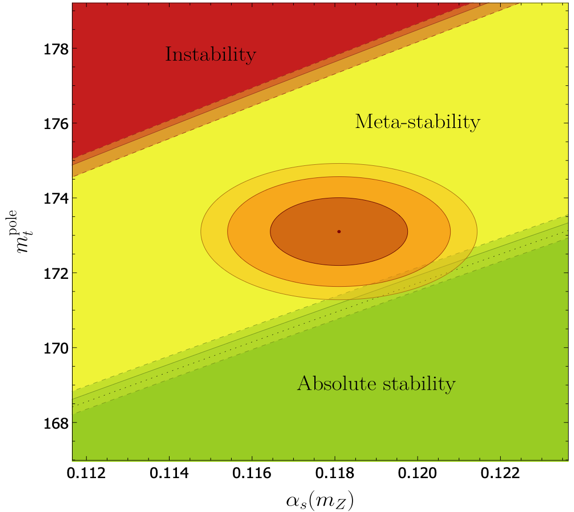 Instability
Meta-stability
Absolute stability
178
176
174
172
170
168
0.112 0.114 0.116 0.118 0.120 0.122
m_t^pole
α_s(m_Z)